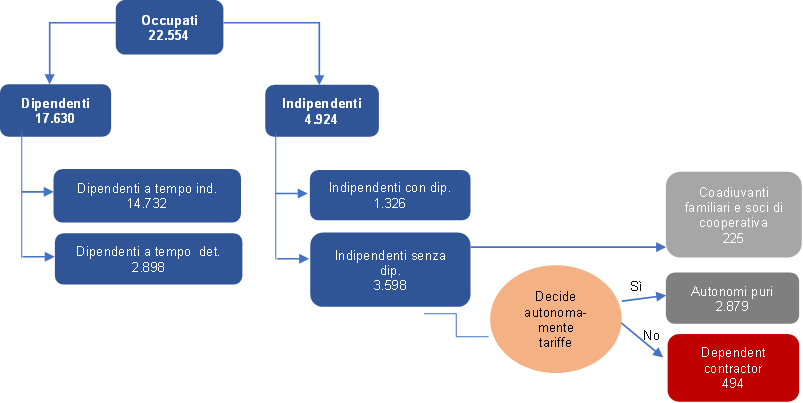 Occupati
22.554
Dipendenti
17.630
Indipendenti
4.924
Dipendenti a tempo ind.
14.732
Dipendenti a tempo det.
2.898
Indipendenti con dip.
1.326
Indipendenti senza
dip.
3.598
Coadiuvanti
familiari e soci di
cooperativa
225
Decide
autonoma-
mente
tariffe
Sì
Autonomi puri
2.879
No
Dependent
contractor
494